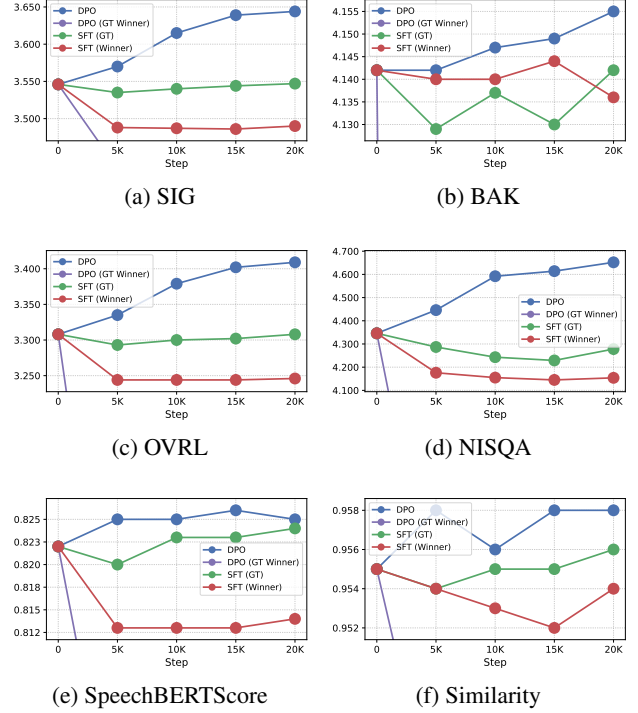 3.650
3.600
3.550
3.500
DPO
DPO (GT Winner)
SFT (GT)
SFT (Winner)
0 5K 10K 15K 20K
Step
(a) SIG
4.155
4.150
4.145
4.140
4.135
4.130
DPO
DPO (GT Winner)
SFT (GT)
SFT (Winner)
0 5K 10K 15K 20K
Step
(b) BAK
3.400
3.350
3.300
3.250
DPO
DPO (GT Winner)
SFT (GT)
SFT (Winner)
0 5K 10K 15K 20K
Step
(c) OVRL
4.700
4.600
4.500
4.400
4.300
4.200
4.100
DPO
DPO (GT Winner)
SFT (GT)
SFT (Winner)
0 5K 10K 15K 20K
Step
(d) NISQA
0.825
0.823
0.820
0.818
0.815
0.812
DPO
DPO (GT Winner)
SFT (GT)
SFT (Winner)
0 5K 10K 15K 20K
Step
(e) SpeechBERTScore
0.958
0.956
0.954
0.952
DPO
DPO (GT Winner)
SFT (GT)
SFT (Winner)
0 5K 10K 15K 20K
Step
(f) Similarity